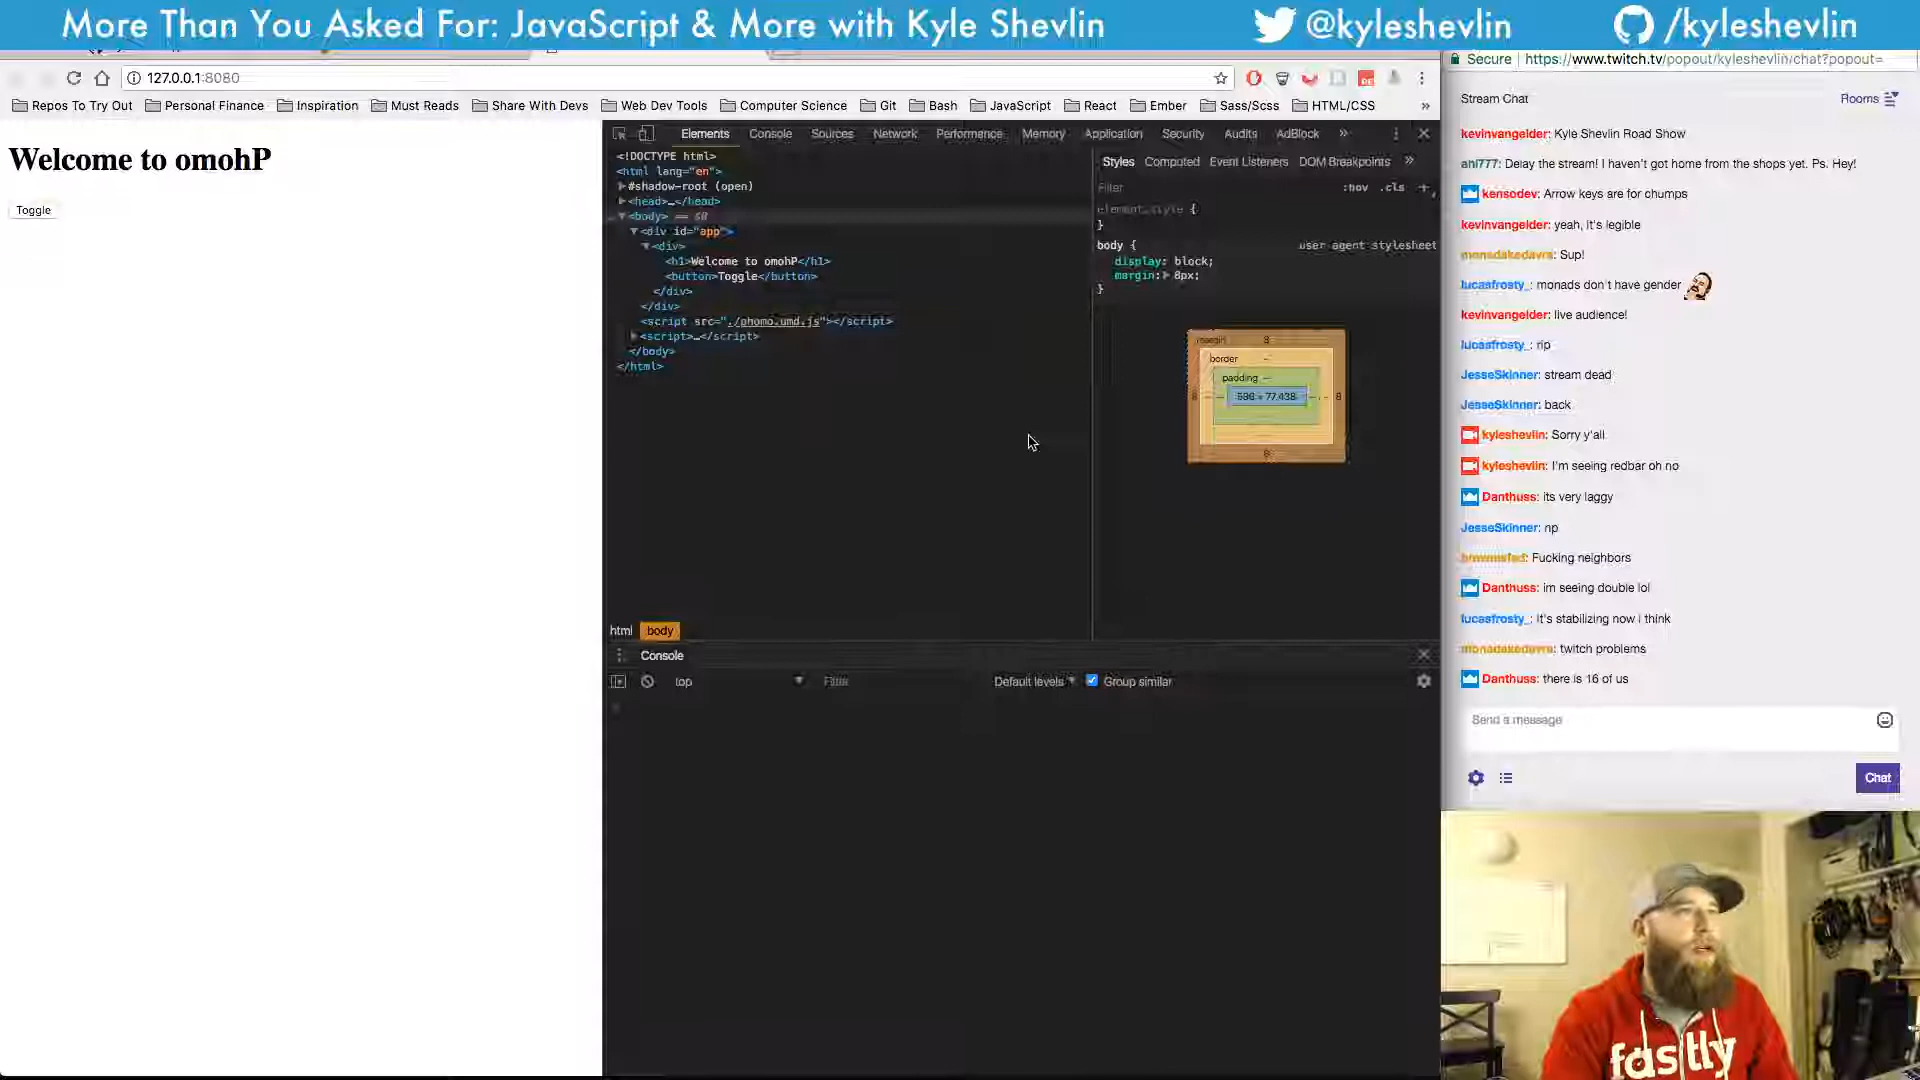 More Than You Asked For: JavaScript & More with Kyle Shevlin
@kyleshevlin
/kyleshevlin
127.0.0.1:8080
Repos To Try Out
Personal Finance
Inspiration
Must Reads
Share With Devs
Web Dev Tools
Computer Science
Git
Bash
JavaScript
React
Ember
Sass/Scss
HTML/CSS
»
Welcome to omohP
Toggle
Elements
Console
Sources
Network
Performance
Memory
Application
Security
Audits
AdBlock
»
<!DOCTYPE html>
<html lang="en">
#shadow-root (open)
<head>…</head>
<body> == $0
<div id="app">
<div>
<h1>Welcome to omohP</h1>
<button>Toggle</button>
</div>
</div>
<script src="./phomo.umd.js"></script>
<script>…</script>
</body>
</html>
Styles
Computed
Event Listeners
DOM Breakpoints
»
Filter
:hov
.cls
+
element.style {
}
body {
user agent stylesheet
display: block;
margin: 8px;
}
margin
8
border
–
padding –
8
8
8
html
body
Console
top
Filter
Default levels
Group similar
Secure
https://www.twitch.tv/popout/kyleshevlin/chat?popout=
Stream Chat
Rooms
kevinvangelder: Kyle Shevlin Road Show
ahl777: Delay the stream! I haven't got home from the shops yet. Ps. Hey!
kensodev: Arrow keys are for chumps
kevinvangelder: yeah, it's legible
monadakedavra: Sup!
lucasfrosty_: monads don't have gender
kevinvangelder: live audience!
lucasfrosty_: rip
JesseSkinner: stream dead
JesseSkinner: back
kyleshevlin: Sorry y'all
kyleshevlin: I'm seeing redbar oh no
Danthuss: its very laggy
JesseSkinner: np
Fucking neighbors
Danthuss: im seeing double lol
lucasfrosty_: It's stabilizing now i think
monadakedavra: twitch problems
Danthuss: there is 16 of us
Send a message
Chat
fastly